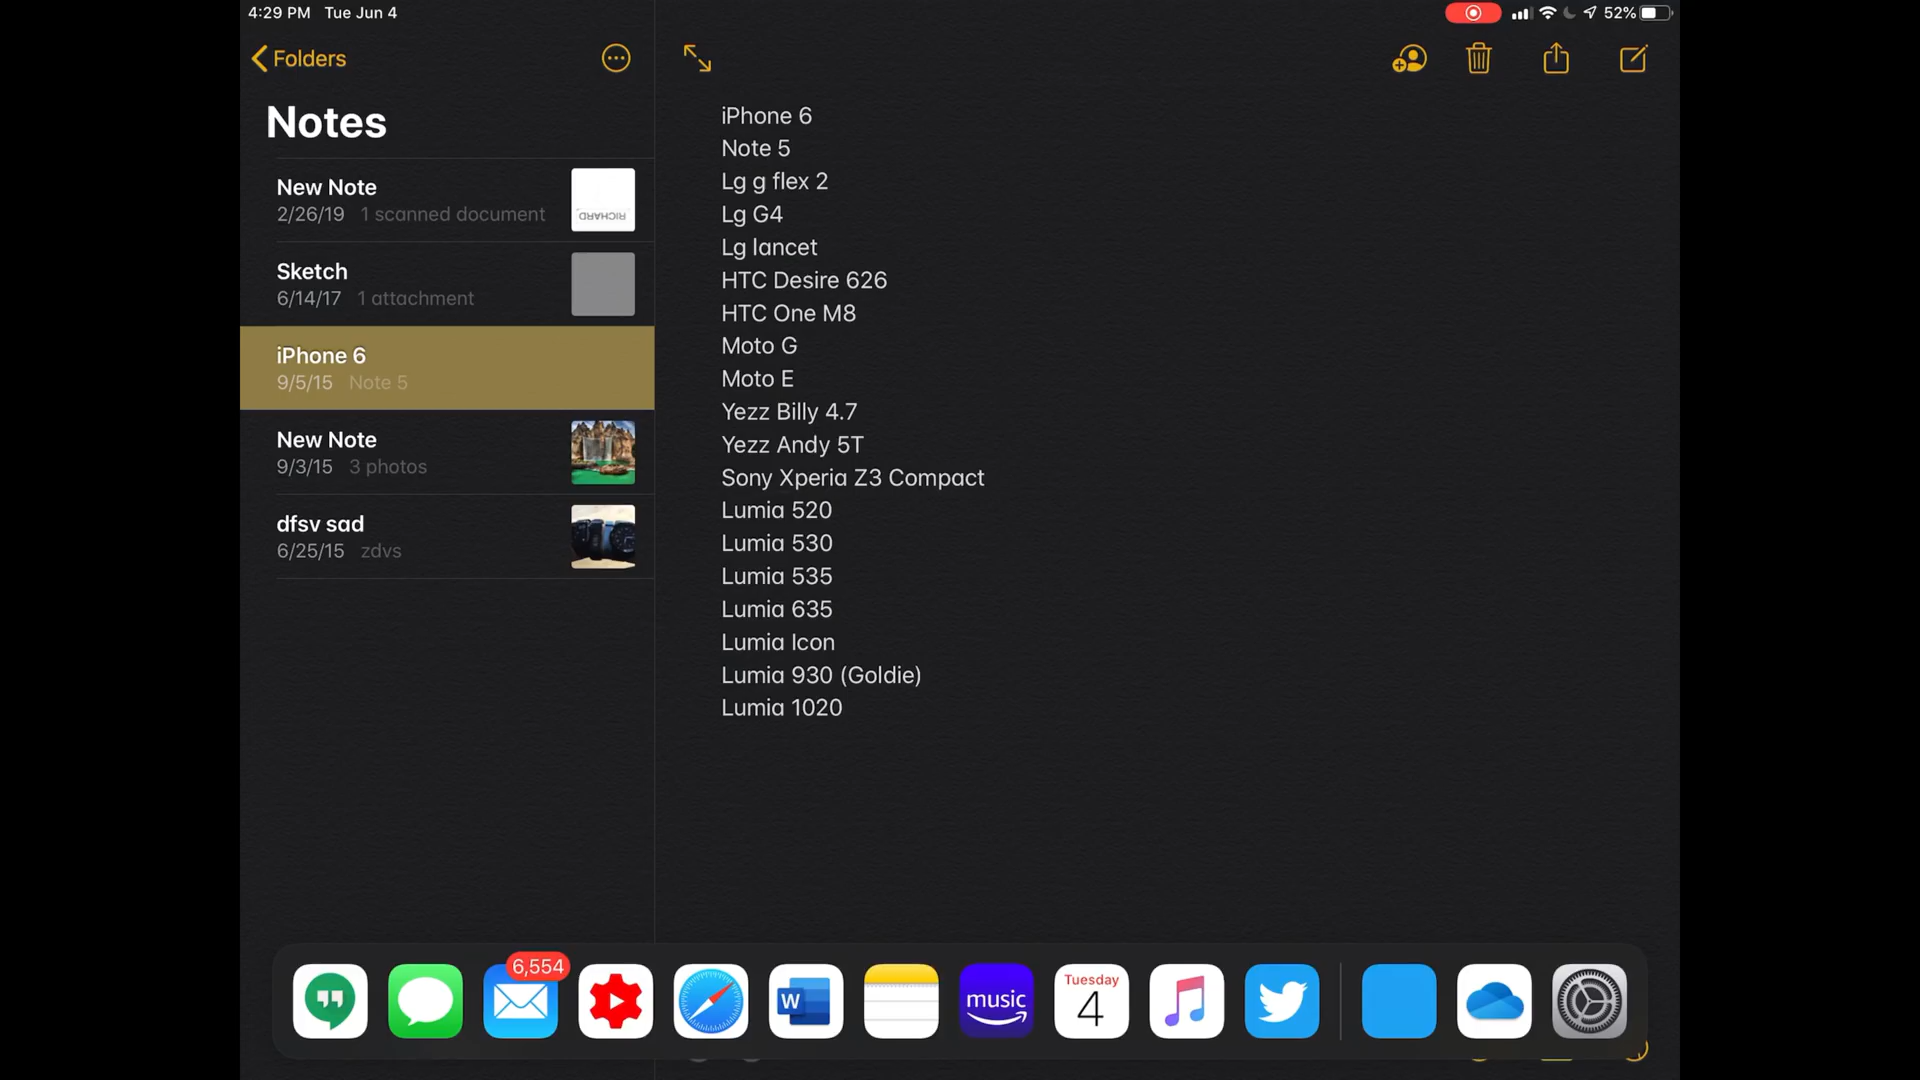 4:29 PM Tue Jun 4
52%
Folders
Notes
New Note
2/26/19 1 scanned document
RICHARD
Sketch
6/14/17 1 attachment
iPhone 6
9/5/15 Note 5
New Note
9/3/15 3 photos
dfsv sad
6/25/15 zdvs
iPhone 6
Note 5
Lg g flex 2
Lg G4
Lg lancet
HTC Desire 626
HTC One M8
Moto G
Moto E
Yezz Billy 4.7
Yezz Andy 5T
Sony Xperia Z3 Compact
Lumia 520
Lumia 530
Lumia 535
Lumia 635
Lumia Icon
Lumia 930 (Goldie)
Lumia 1020
6,554
W
music
Tuesday
4